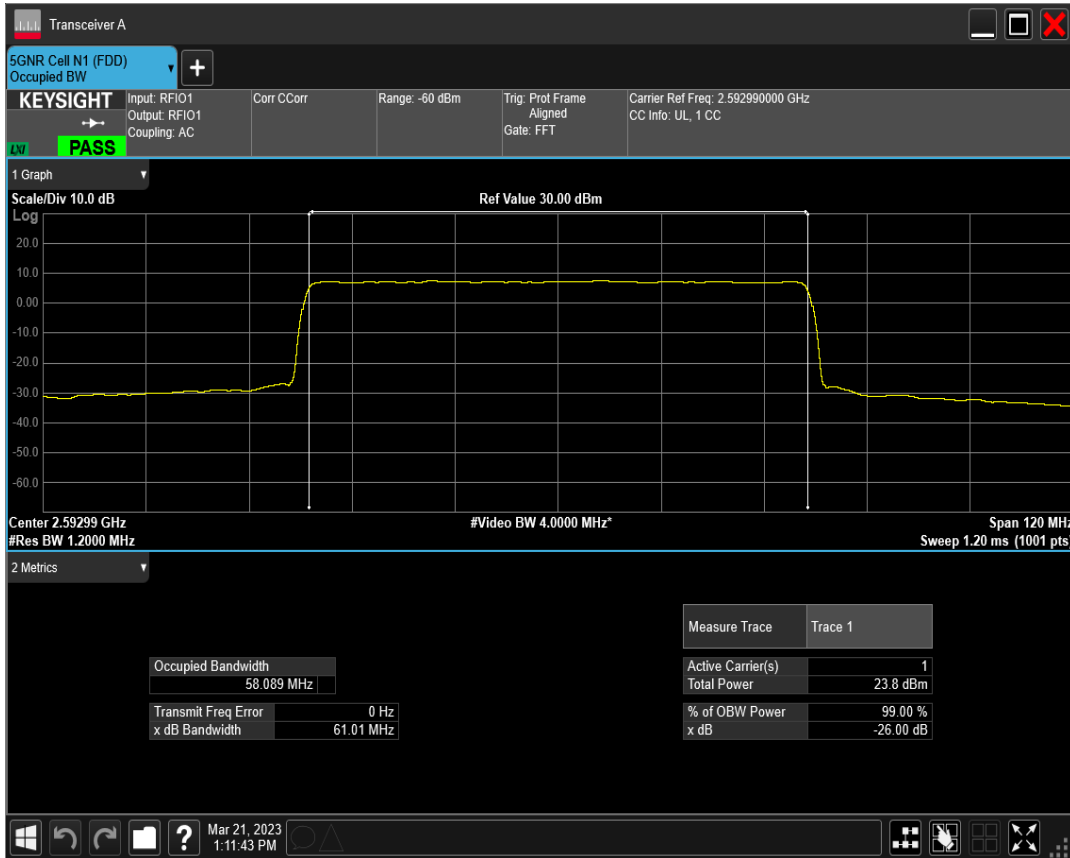 Transceiver A
5GNR Cell N1 (FDD)
Occupied BW
+
KEYSIGHT
LXI
PASS
Input: RFIO1
Output: RFIO1
Coupling: AC
Corr CCorr
Range: -60 dBm
Trig: Prot Frame
Aligned
Gate: FFT
Carrier Ref Freq: 2.592990000 GHz
CC Info: UL, 1 CC
1 Graph
Scale/Div 10.0 dB
Ref Value 30.00 dBm
Log
20.0
10.0
0.00
-10.0
-20.0
-30.0
-40.0
-50.0
-60.0
Center 2.59299 GHz
#Video BW 4.0000 MHz*
Span 120 MHz
#Res BW 1.2000 MHz
Sweep 1.20 ms (1001 pts)
2 Metrics
Measure Trace Trace 1
Occupied Bandwidth
58.089 MHz
Active Carrier(s) 1
Total Power 23.8 dBm
Transmit Freq Error 0 Hz
x dB Bandwidth 61.01 MHz
% of OBW Power 99.00 %
x dB -26.00 dB
?
Mar 21, 2023
1:11:43 PM